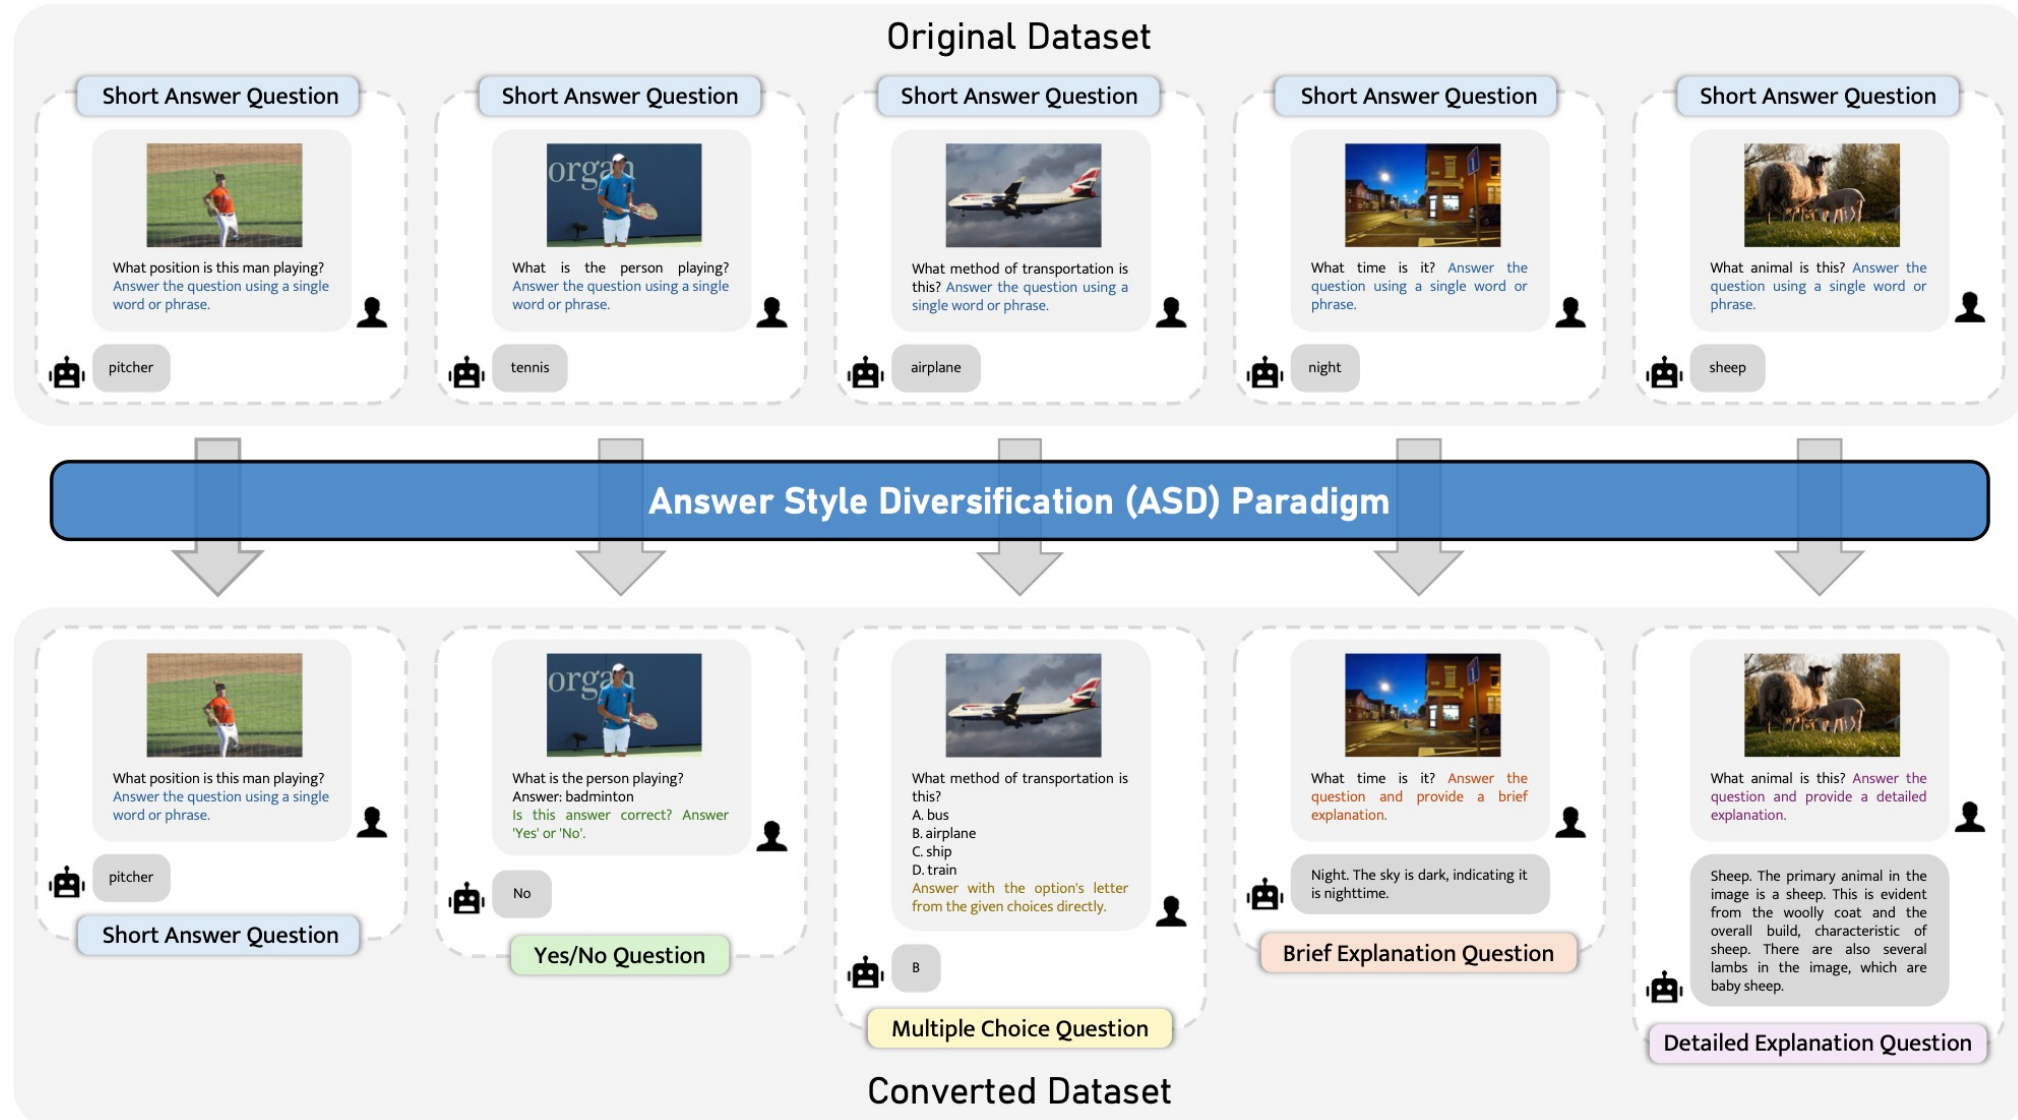 Original Dataset
Short Answer Question
organ
What position is this man playing?
Answer the question using a single
word or phrase.
pitcher
Short Answer Question
What is the person playing?
Answer the question using a single
word or phrase.
tennis
Short Answer Question
What method of transportation is
this? Answer the question using a
single word or phrase.
airplane
Short Answer Question
What time is it? Answer the
question using a single word or
phrase.
night
Short Answer Question
What animal is this? Answer the
question using a single word or
phrase.
sheep
Answer Style Diversification (ASD) Paradigm
What position is this man playing?
Answer the question using a single
word or phrase.
pitcher
Short Answer Question
organ
What is the person playing?
Answer: badminton
Is this answer correct? Answer
'Yes' or 'No'.
No
Yes/No Question
What method of transportation is
this?
A. bus
B. airplane
C. ship
D. train
Answer with the option's letter
from the given choices directly.
B
Multiple Choice Question
What time is it? Answer the
question and provide a brief
explanation.
Night. The sky is dark, indicating it
is nighttime.
Brief Explanation Question
What animal is this? Answer the
question and provide a detailed
explanation.
Sheep. The primary animal in the
image is a sheep. This is evident
from the woolly coat and the
overall build, characteristic of
sheep. There are also several
lambs in the image, which are
baby sheep.
Detailed Explanation Question
Converted Dataset